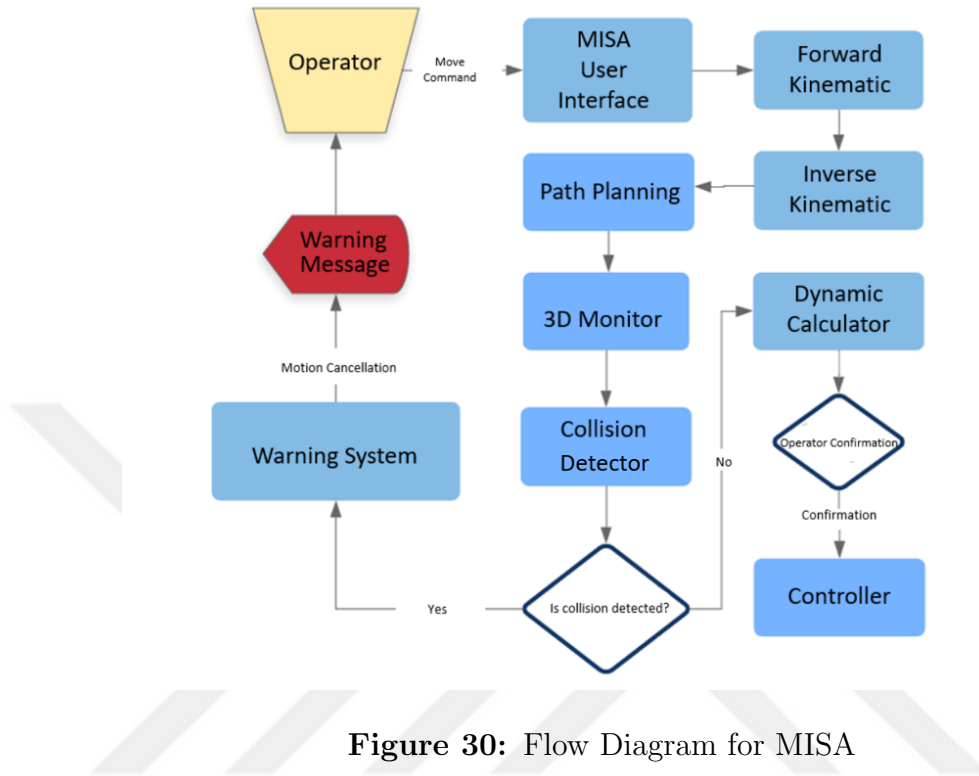 Operator
Move
Command
MISA
User
Interface
Forward
Kinematic
Inverse
Kinematic
Path Planning
Warning
Message
3D Monitor
Dynamic
Calculator
Motion Cancellation
Warning System
Collision
Detector
Operator Confirmation
No
Confirmation
Yes
Is collision detected?
Controller
Figure 30: Flow Diagram for MISA